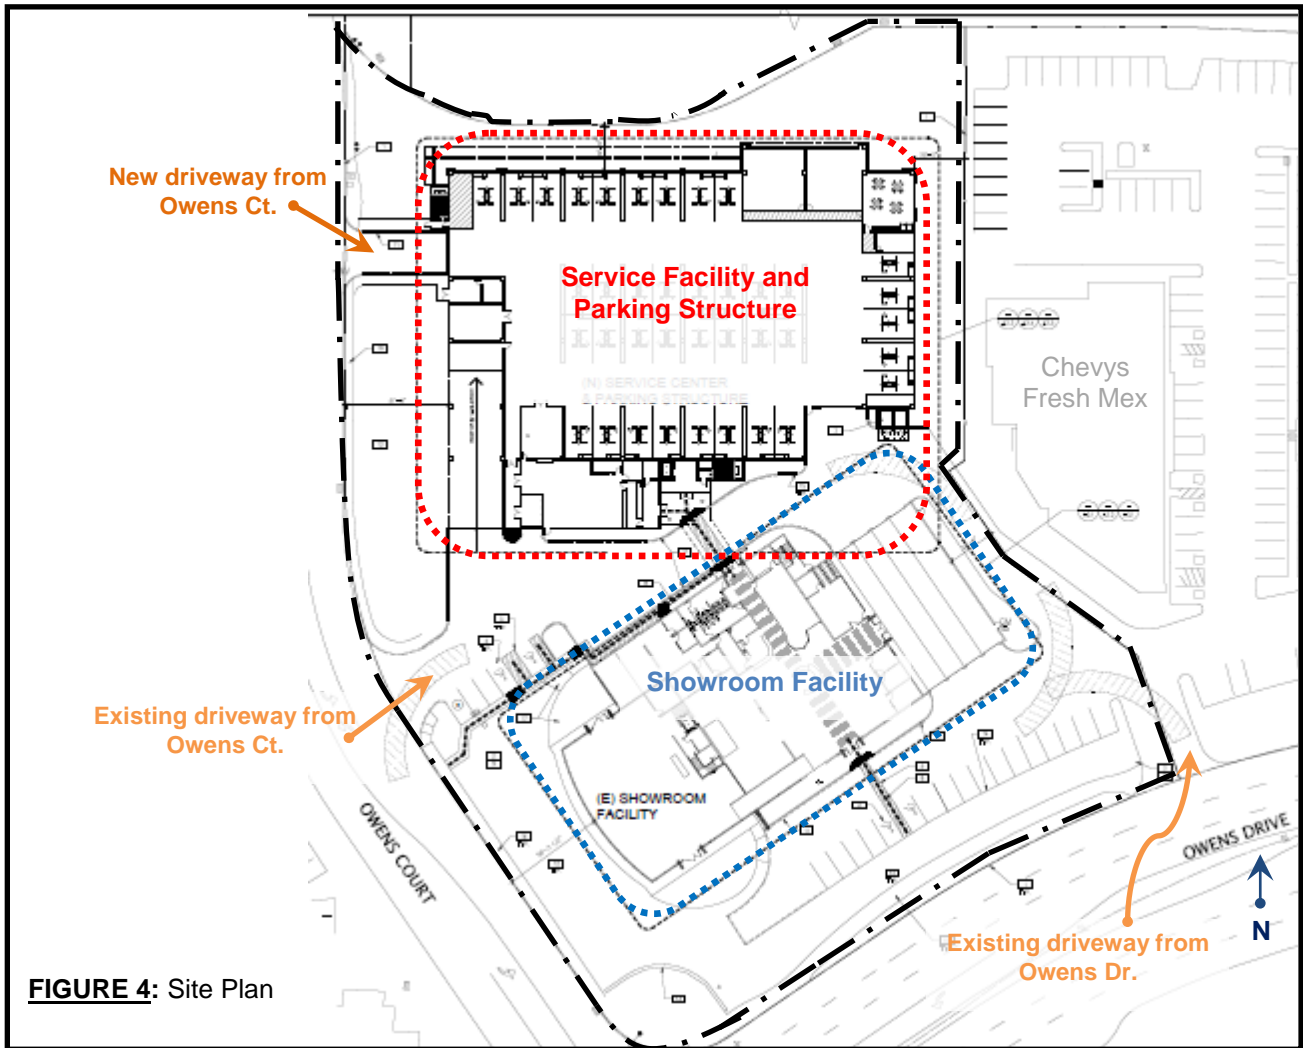 New driveway from
Owens Ct.
Service Facility and
Parking Structure
(N) SERVICE CENTER
& PARKING STRUCTURE
Chevys
Fresh Mex
Showroom Facility
Existing driveway from
Owens Ct.
(E) SHOWROOM
FACILITY
OWENS COURT
OWENS DRIVE
N
Existing driveway from
Owens Dr.
FIGURE 4: Site Plan